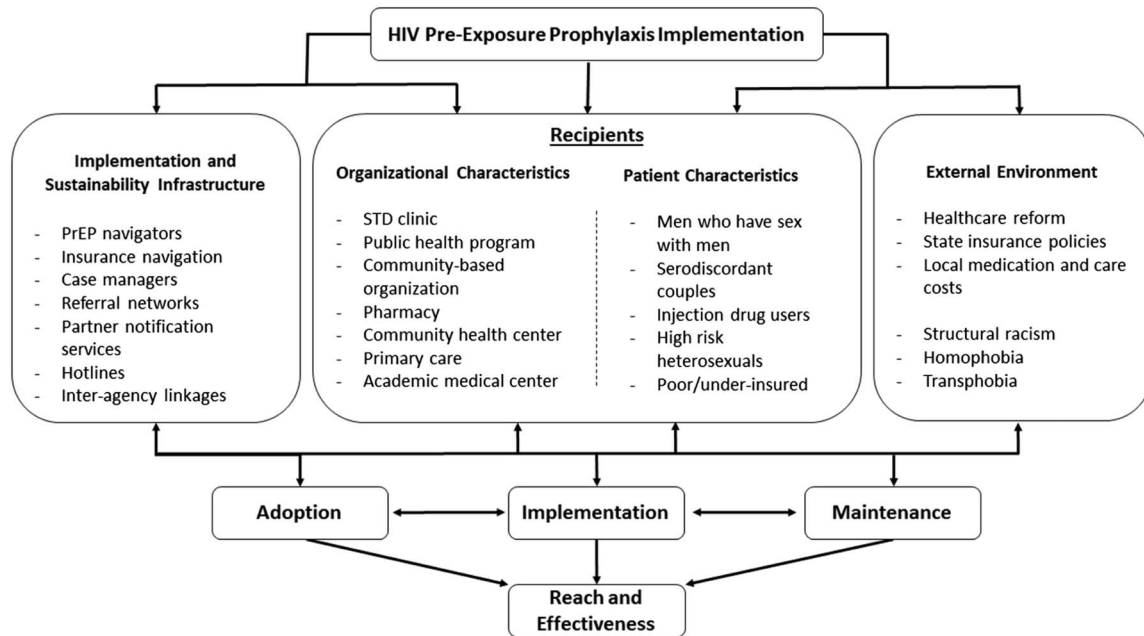 HIV Pre-Exposure Prophylaxis Implementation
Implementation and
Sustainability Infrastructure
- PrEP navigators
- Insurance navigation
- Case managers
- Referral networks
- Partner notification
services
- Hotlines
- Inter-agency linkages
Recipients
Organizational Characteristics
- STD clinic
- Public health program
- Community-based
organization
- Pharmacy
- Community health center
- Primary care
- Academic medical center
Patient Characteristics
- Men who have sex
with men
- Serodiscordant
couples
- Injection drug users
- High risk
heterosexuals
- Poor/under-insured
External Environment
- Healthcare reform
- State insurance policies
- Local medication and care
costs
- Structural racism
- Homophobia
- Transphobia
Adoption
Implementation
Maintenance
Reach and
Effectiveness